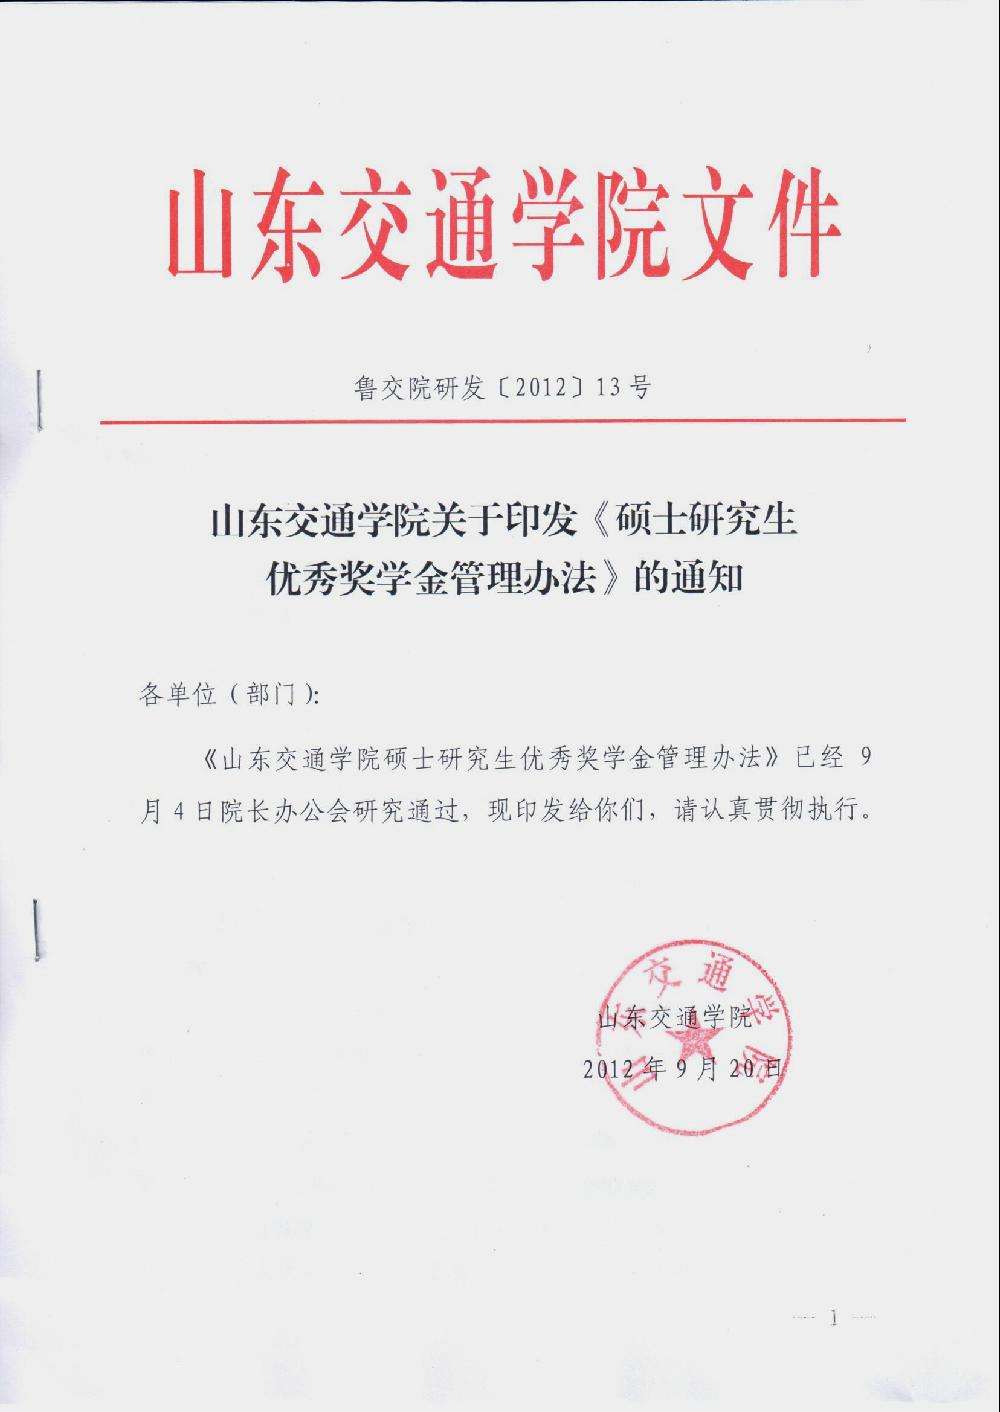 山东交通学院文件
鲁交院研发〔2012〕13号
山东交通学院关于印发《硕士研究生
优秀奖学金管理办法》的通知
各单位（部门）：
《山东交通学院硕士研究生优秀奖学金管理办法》已经 9
月 4 日院长办公会研究通过，现印发给你们，请认真贯彻执行。
山东交通学院
山东交通学院
2012 年 9 月 20 日
— 1 —